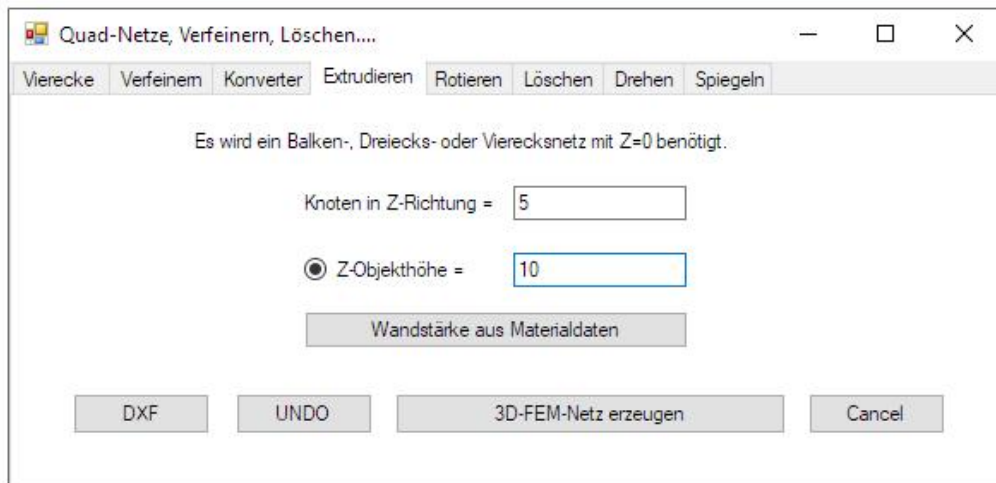 Quad-Netze, Verfeinern, Löschen....
Vierecke Verfeinern Konverter Extrudieren Rotieren Löschen Drehen Spiegeln
Es wird ein Balken-, Dreiecks- oder Vierecksnetz mit Z=0 benötigt.
Knoten in Z-Richtung = 5
Z-Objekthöhe = 10
Wandstärke aus Materialdaten
DXF UNDO 3D-FEM-Netz erzeugen Cancel